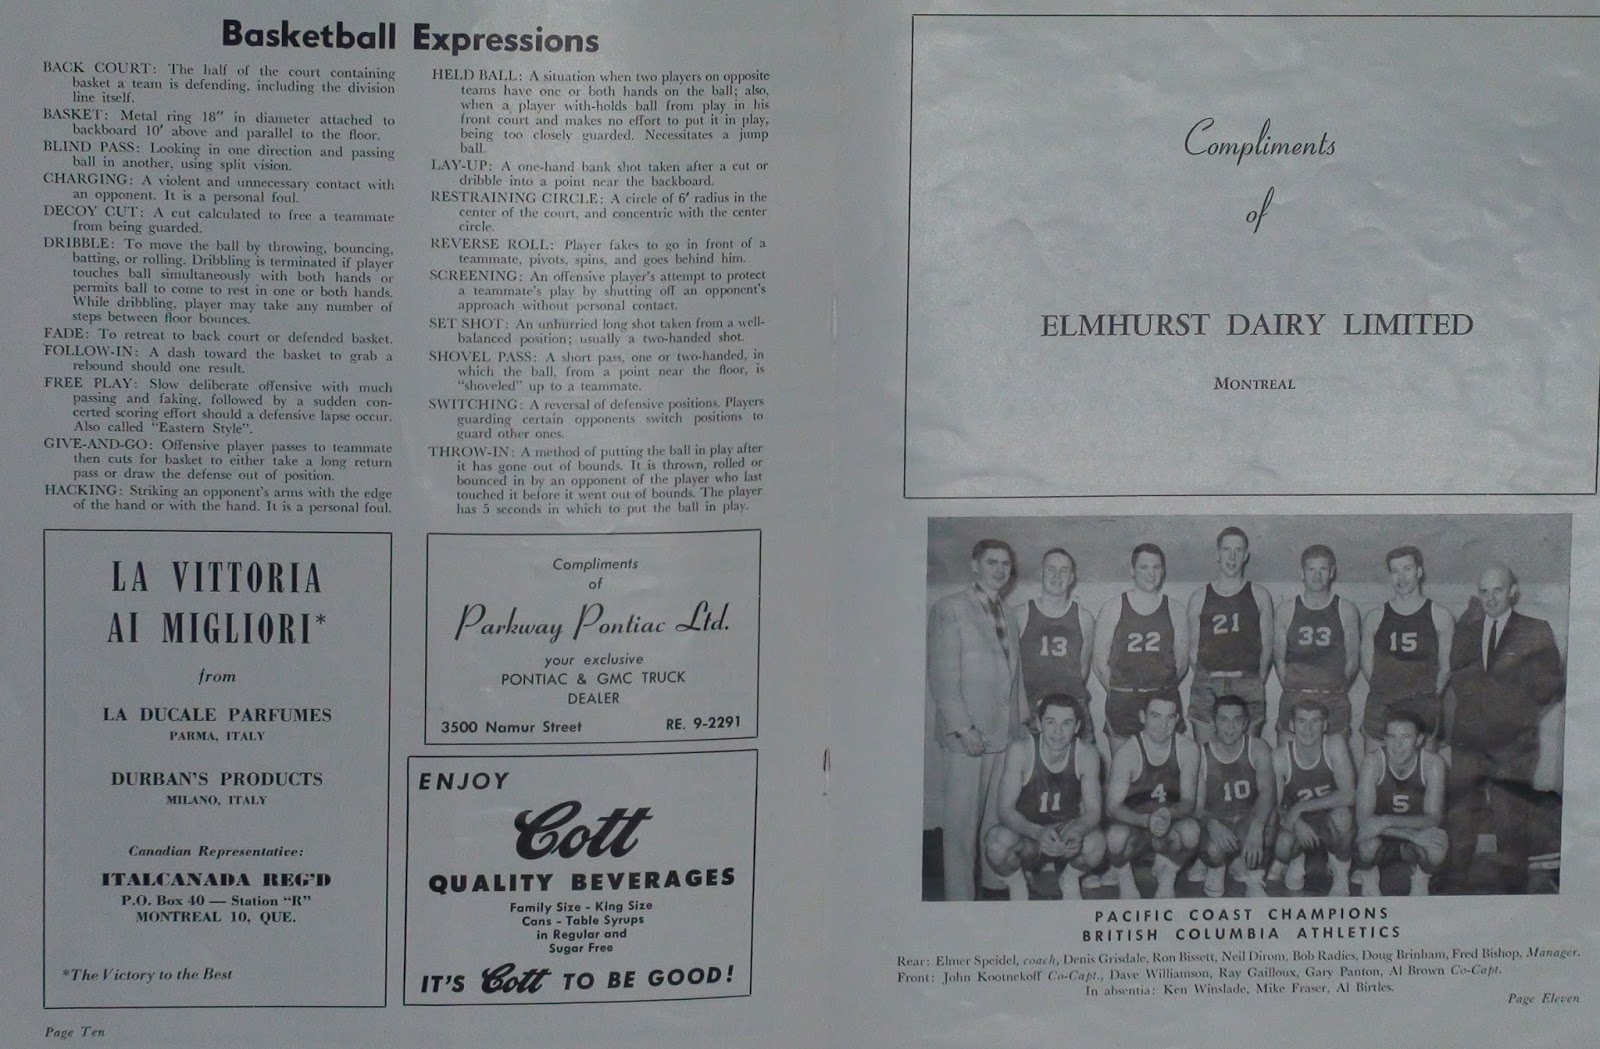 Basketball Expressions
BACK COURT: The half of the court containing
basket a team is defending, including the division
line itself.
BASKET: Metal ring 18" in diameter attached to
backboard 10' above and parallel to the floor.
BLIND PASS: Looking in one direction and passing
ball in another, using split vision.
CHARGING: A violent and unnecessary contact with
an opponent. It is a personal foul.
DECOY CUT: A cut calculated to free a teammate
from being guarded.
DRIBBLE: To move the ball by throwing, bouncing,
batting, or rolling. Dribbling is terminated if player
touches ball simultaneously with both hands or
permits ball to come to rest in one or both hands.
While dribbling, player may take any number of
steps between floor bounces.
FADE: To retreat to back court or defended basket.
FOLLOW-IN: A dash toward the basket to grab a
rebound should one result.
FREE PLAY: Slow deliberate offensive with much
passing and faking, followed by a sudden con-
certed scoring effort should a defensive lapse occur.
Also called "Eastern Style".
GIVE-AND-GO: Offensive player passes to teammate
then cuts for basket to either take a long return
pass or draw the defense out of position.
HACKING: Striking an opponent's arms with the edge
of the hand or with the hand. It is a personal foul.
HELD BALL: A situation when two players on opposite
teams have one or both hands on the ball; also,
when a player with-holds ball from play in his
front court and makes no effort to put it in play,
being too closely guarded. Necessitates a jump
ball.
LAY-UP: A one-hand bank shot taken after a cut or
dribble into a point near the backboard.
RESTRAINING CIRCLE: A circle of 6' radius in the
center of the court, and concentric with the center
circle.
REVERSE ROLL: Player fakes to go in front of a
teammate, pivots, spins, and goes behind him.
SCREENING: An offensive player's attempt to protect
a teammate's play by shutting off an opponent's
approach without personal contact.
SET SHOT: An unhurried long shot taken from a well-
balanced position; usually a two-handed shot.
SHOVEL PASS: A short pass, one or two-handed, in
which the ball, from a point near the floor, is
"shoveled" up to a teammate.
SWITCHING: A reversal of defensive positions. Players
guarding certain opponents switch positions to
guard other ones.
THROW-IN: A method of putting the ball in play after
it has gone out of bounds. It is thrown, rolled or
bounced in by an opponent of the player who last
touched it before it went out of bounds. The player
has 5 seconds in which to put the ball in play.
LA VITTORIA
AI MIGLIORI*
from
LA DUCALE PARFUMES
PARMA, ITALY
DURBAN'S PRODUCTS
MILANO, ITALY
Canadian Representative:
ITALCANADA REG'D
P.O. Box 40 — Station "R"
MONTREAL 10, QUE.
*The Victory to the Best
Compliments
of
Parkway Pontiac Ltd.
your exclusive
PONTIAC & GMC TRUCK
DEALER
3500 Namur Street RE. 9-2291
ENJOY
Cott
QUALITY BEVERAGES
Family Size - King Size
Cans - Table Syrups
in Regular and
Sugar Free
IT'S Cott TO BE GOOD!
Page Ten
Compliments
of
ELMHURST DAIRY LIMITED
MONTREAL
13 22 21 33 15
11 4 10 25 5
PACIFIC COAST CHAMPIONS
BRITISH COLUMBIA ATHLETICS
Rear: Elmer Speidel, coach, Denis Grisdale, Ron Bissett, Neil Dirom, Bob Radies, Doug Brinham, Fred Bishop, Manager.
Front: John Kootnekoff Co-Capt., Dave Williamson, Ray Gailloux, Gary Panton, Al Brown Co-Capt.
In absentia: Ken Winslade, Mike Fraser, Al Birtles.
Page Eleven